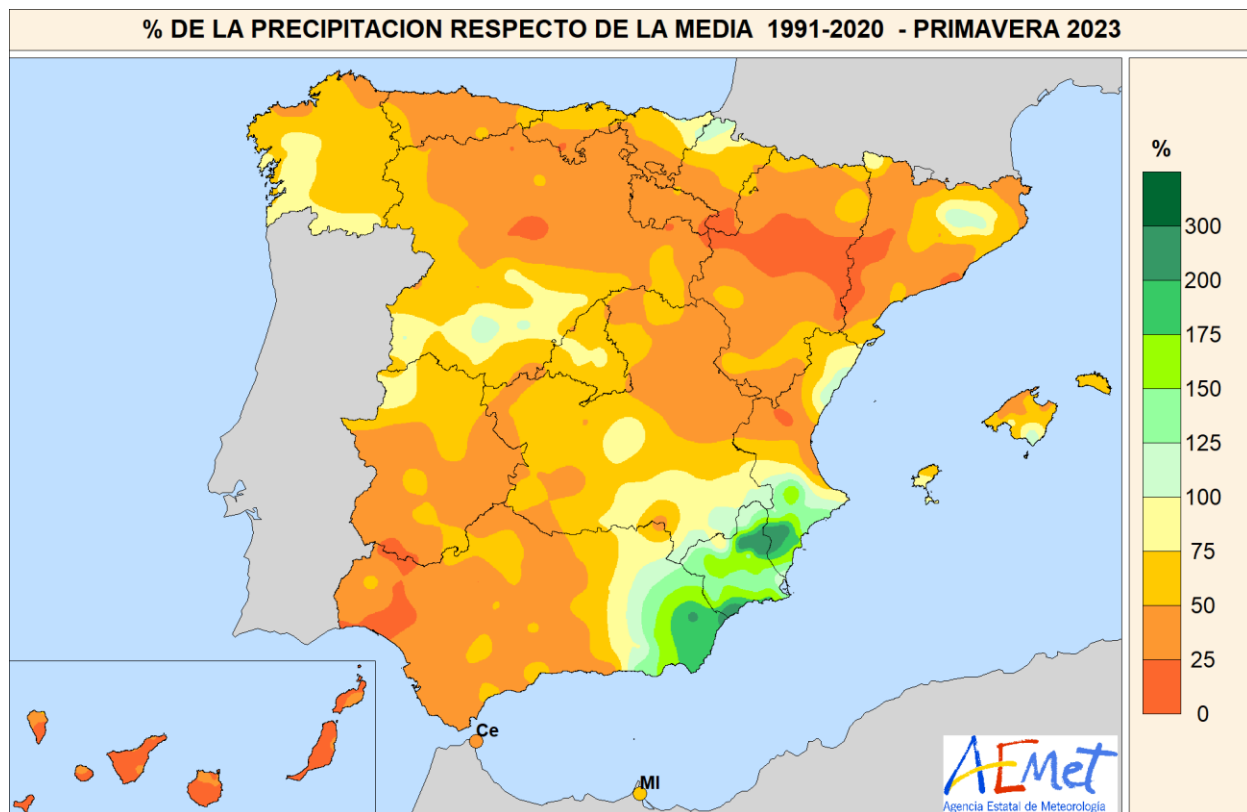 % DE LA PRECIPITACION RESPECTO DE LA MEDIA 1991-2020 - PRIMAVERA 2023
%
300
200
175
150
125
100
75
50
25
0
Ce
Ml
AEMet
Agencia Estatal de Meteorología